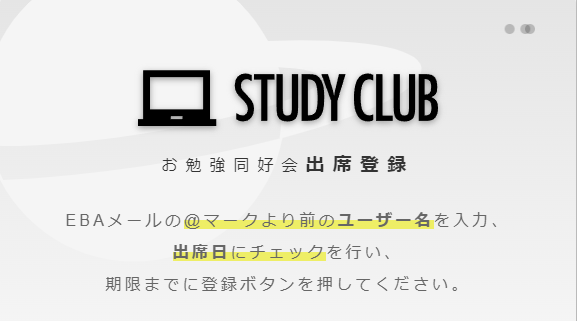 STUDY CLUB
お勉強同好会出席登録
EBAメールの@マークより前のユーザー名を入力、
出席日にチェックを行い、
期限までに登録ボタンを押してください。